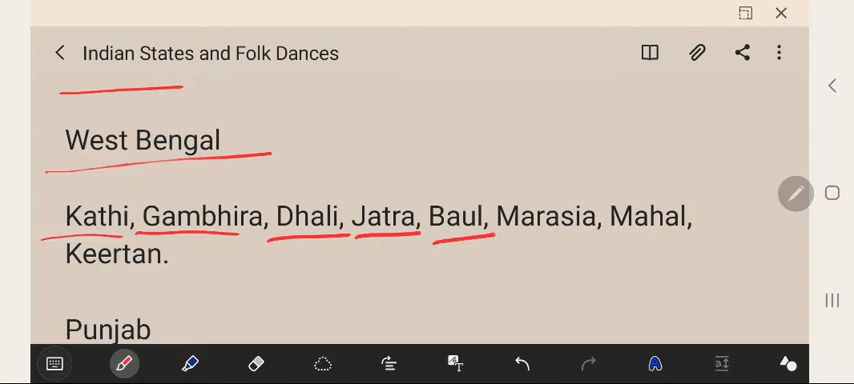 Indian States and Folk Dances
West Bengal
Kathi, Gambhira, Dhali, Jatra, Baul, Marasia, Mahal,
Keertan.
Punjab